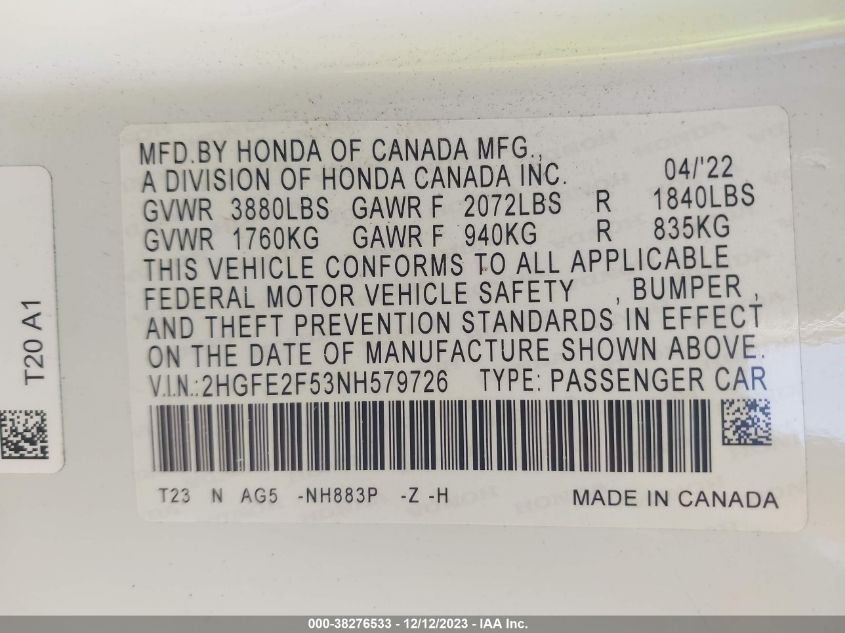 MFD.BY HONDA OF CANADA MFG.,
A DIVISION OF HONDA CANADA INC. 04/'22
GVWR 3880LBS GAWR F 2072LBS R 1840LBS
GVWR 1760KG GAWR F 940KG R 835KG
THIS VEHICLE CONFORMS TO ALL APPLICABLE
FEDERAL MOTOR VEHICLE SAFETY , BUMPER ,
AND THEFT PREVENTION STANDARDS IN EFFECT
ON THE DATE OF MANUFACTURE SHOWN ABOVE.
V.I.N.:2HGFE2F53NH579726 TYPE: PASSENGER CAR
T23 N AG5 -NH883P -Z -H MADE IN CANADA
T20 A1
000-38276533 - 12/12/2023 - IAA Inc.